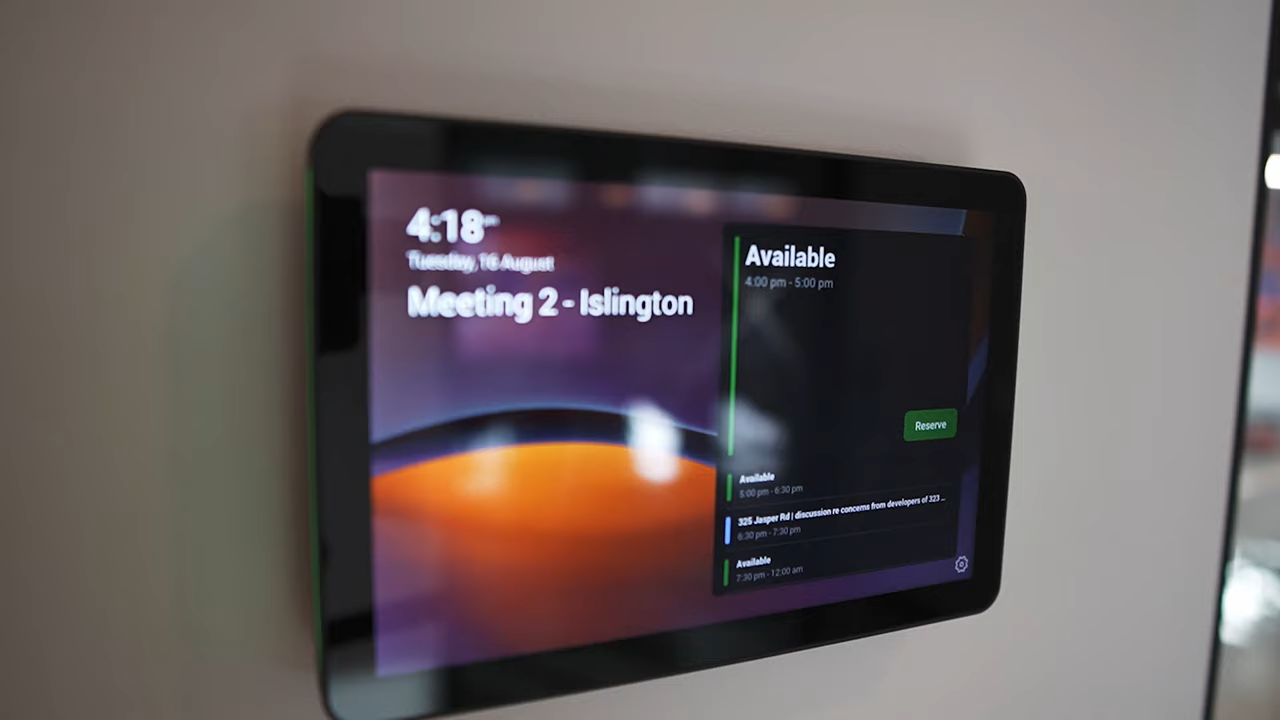 4:18 pm
Tuesday, 16 August
Meeting 2 - Islington
Available
4:00 pm - 5:00 pm
Reserve
Available
5:00 pm - 6:30 pm
325 Jasper Rd | discussion re concerns from developers of 323 ...
6:30 pm - 7:30 pm
Available
7:30 pm - 12:00 am